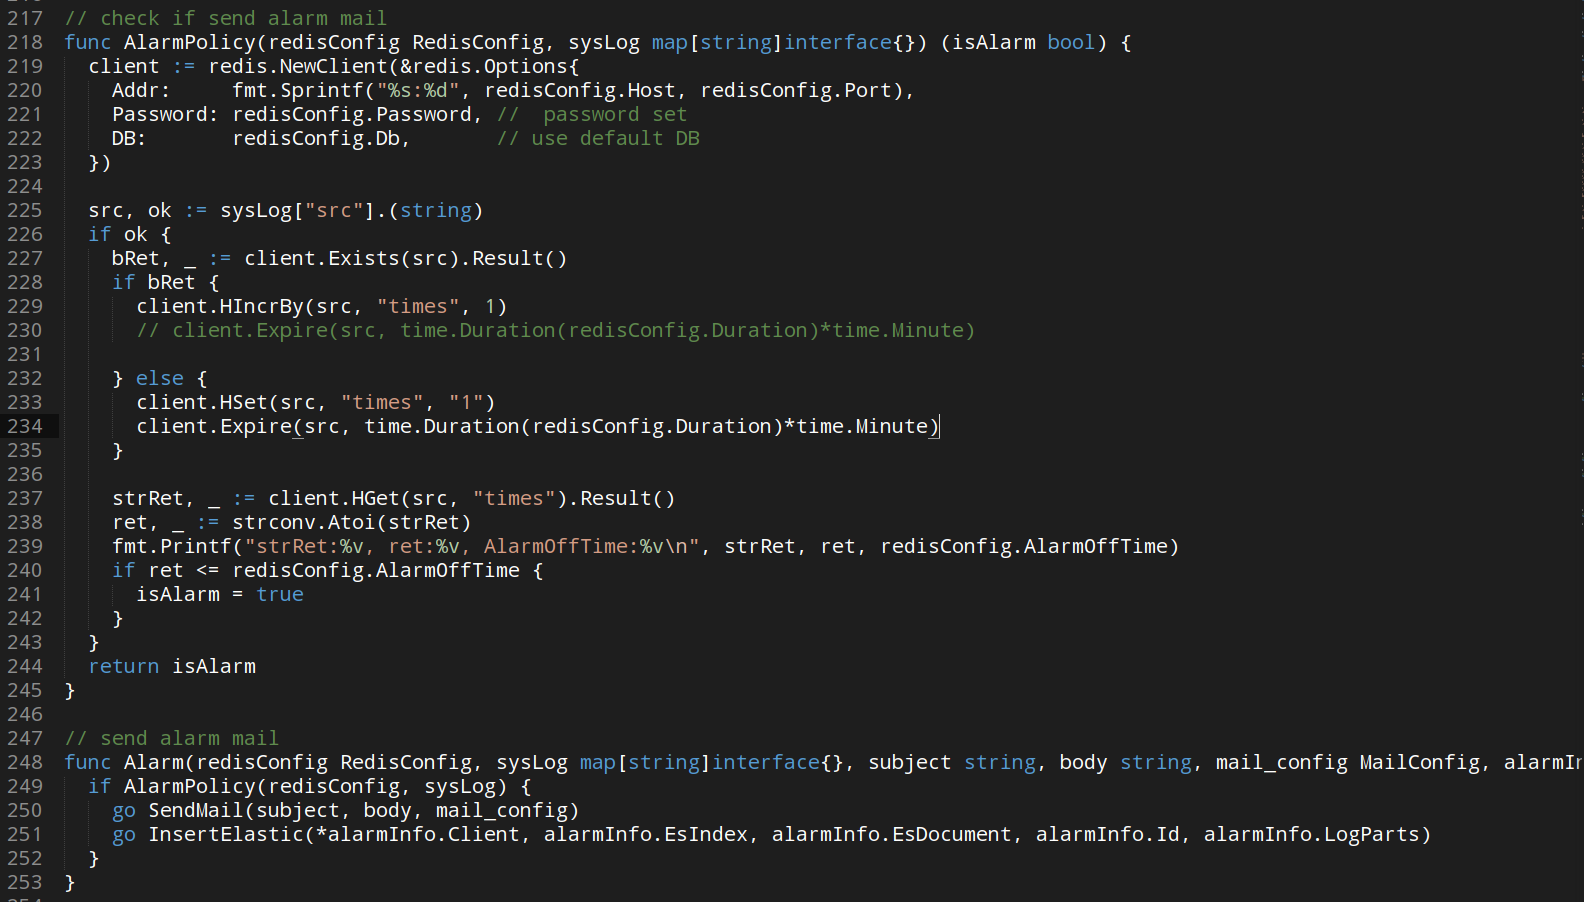 217 // check if send alarm mail
218 func AlarmPolicy(redisConfig RedisConfig, sysLog map[string]interface{}) (isAlarm bool) {
219   client := redis.NewClient(&redis.Options{
220     Addr:     fmt.Sprintf("%s:%d", redisConfig.Host, redisConfig.Port),
221     Password: redisConfig.Password, //  password set
222     DB:       redisConfig.Db,       // use default DB
223   })
224
225   src, ok := sysLog["src"].(string)
226   if ok {
227     bRet, _ := client.Exists(src).Result()
228     if bRet {
229       client.HIncrBy(src, "times", 1)
230       // client.Expire(src, time.Duration(redisConfig.Duration)*time.Minute)
231
232     } else {
233       client.HSet(src, "times", "1")
234       client.Expire(src, time.Duration(redisConfig.Duration)*time.Minute)
235     }
236
237     strRet, _ := client.HGet(src, "times").Result()
238     ret, _ := strconv.Atoi(strRet)
239     fmt.Printf("strRet:%v, ret:%v, AlarmOffTime:%v\n", strRet, ret, redisConfig.AlarmOffTime)
240     if ret <= redisConfig.AlarmOffTime {
241       isAlarm = true
242     }
243   }
244   return isAlarm
245 }
246
247 // send alarm mail
248 func Alarm(redisConfig RedisConfig, sysLog map[string]interface{}, subject string, body string, mail_config MailConfig,
249   if AlarmPolicy(redisConfig, sysLog) {
250     go SendMail(subject, body, mail_config)
251     go InsertElastic(*alarmInfo.Client, alarmInfo.EsIndex, alarmInfo.EsDocument, alarmInfo.Id, alarmInfo.LogParts)
252   }
253 }